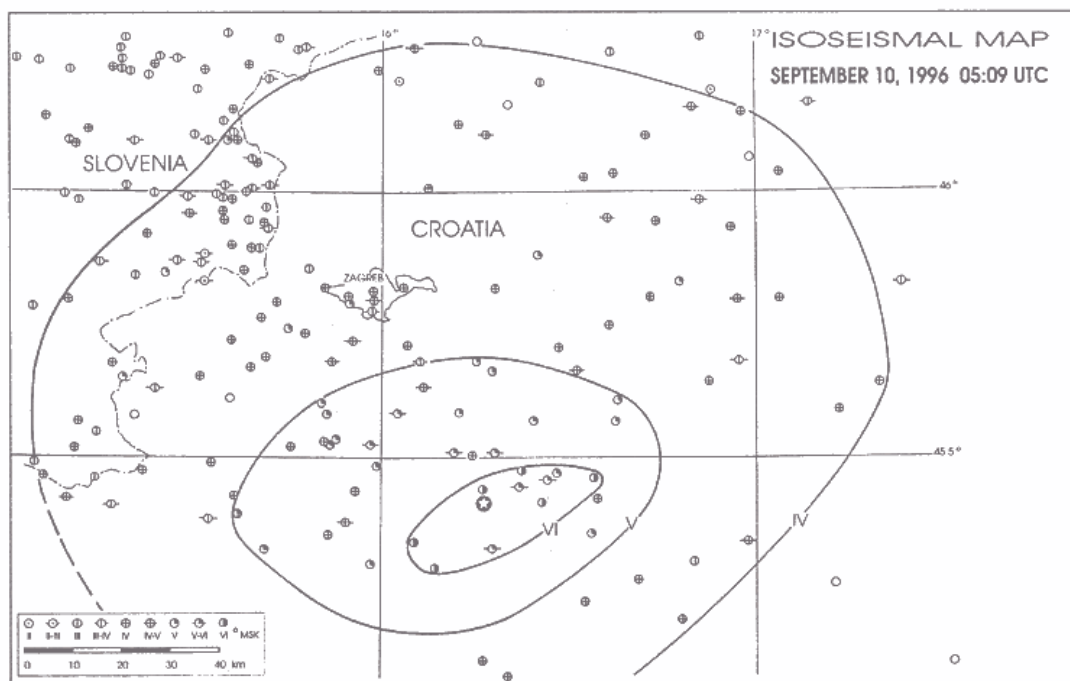 16°
17°
ISOSEISMAL MAP
SEPTEMBER 10, 1996 05:09 UTC
SLOVENIA
46°
CROATIA
ZAGREB
45.5°
VI
V
IV
II II-III III III-IV IV IV-V V V-VI VI °MSK
0 10 20 30 40 km